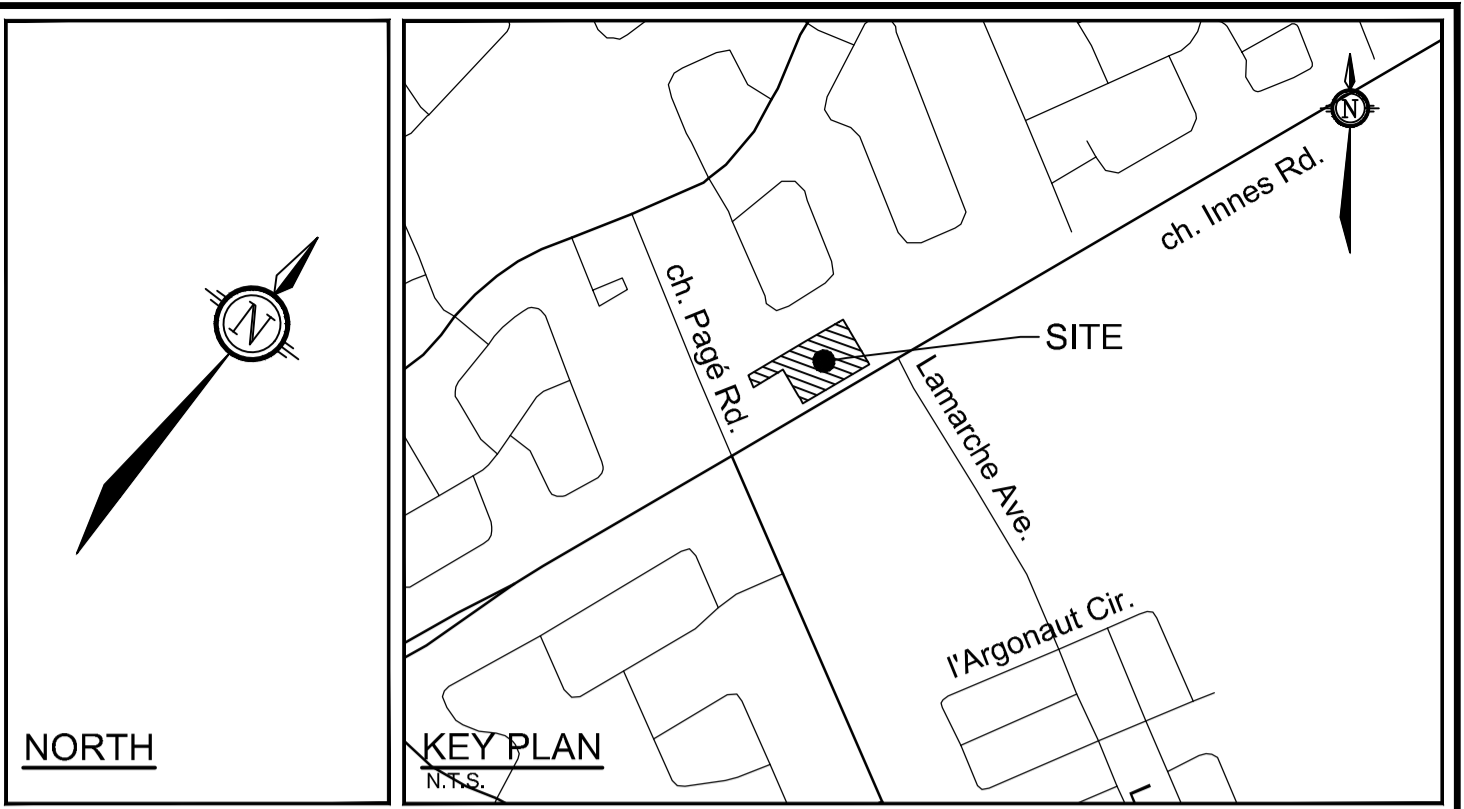 N
NORTH
N
ch. Innes Rd.
ch. Pagé Rd.
SITE
Lamarche Ave.
l'Argonaut Cir.
L
KEY PLAN
N.T.S.